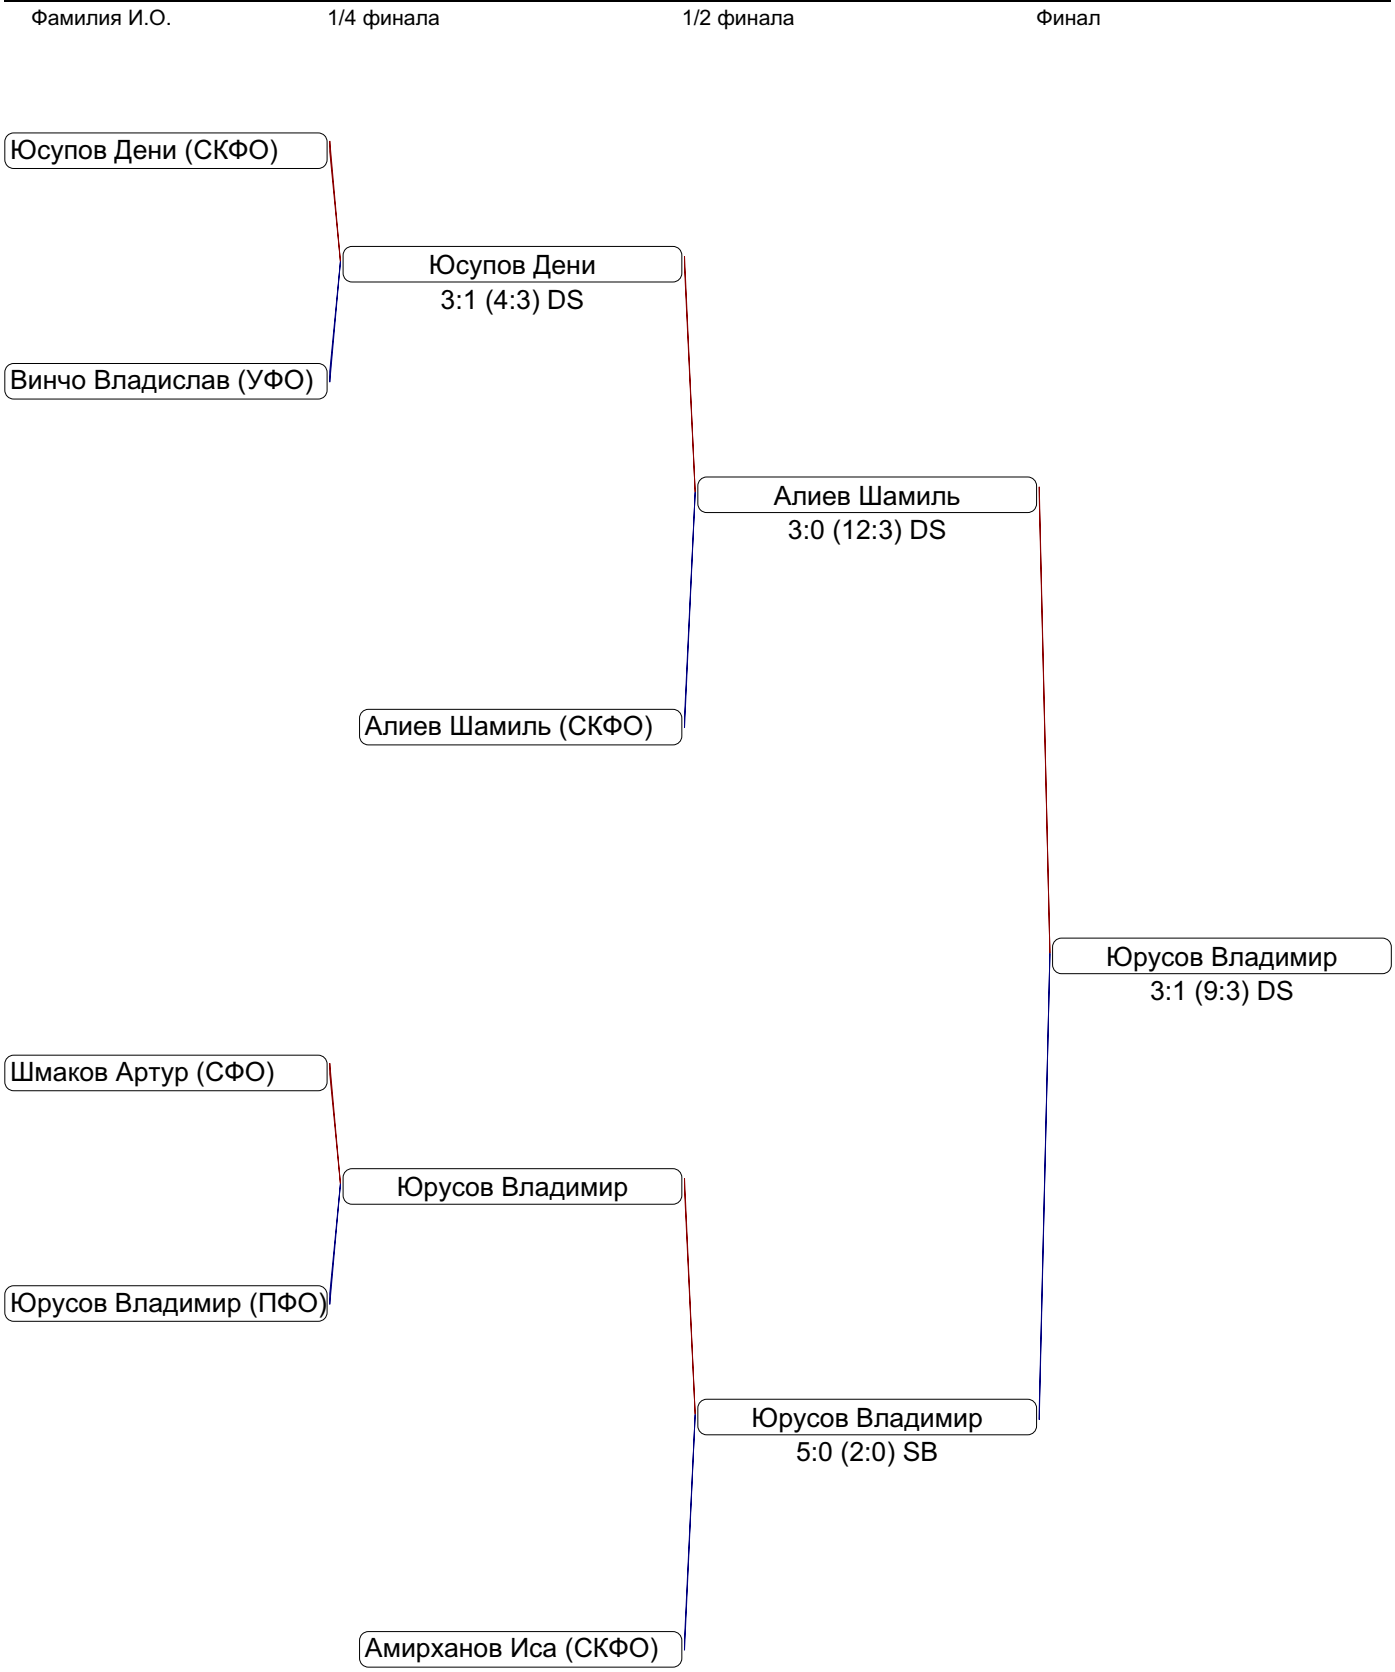 Фамилия И.О. 1/4 финала 1/2 финала Финал
Юсупов Дени (СКФО)
Юсупов Дени
3:1 (4:3) DS
Винчо Владислав (УФО)
Алиев Шамиль
3:0 (12:3) DS
Алиев Шамиль (СКФО)
Юрусов Владимир
3:1 (9:3) DS
Шмаков Артур (СФО)
Юрусов Владимир
Юрусов Владимир (ПФО)
Юрусов Владимир
5:0 (2:0) SB
Амирханов Иса (СКФО)